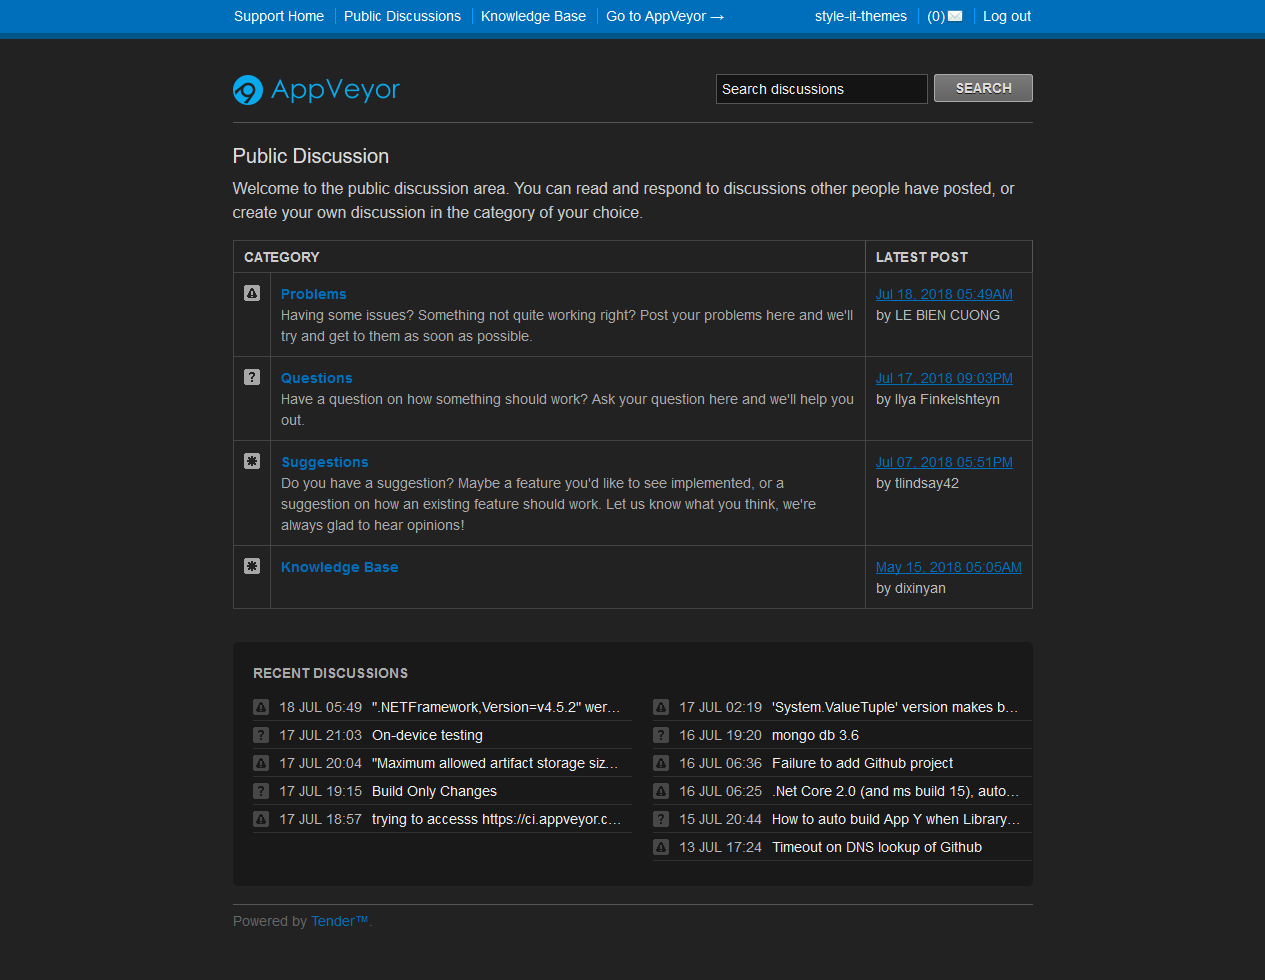 Support Home Public Discussions Knowledge Base Go to AppVeyor → style-it-themes (0) Log out
AppVeyor Search discussions SEARCH
Public Discussion
Welcome to the public discussion area. You can read and respond to discussions other people have posted, or
create your own discussion in the category of your choice.
CATEGORY LATEST POST
Problems Jul 18, 2018 05:49AM
Having some issues? Something not quite working right? Post your problems here and we'll by LE BIEN CUONG
try and get to them as soon as possible.
Questions Jul 17, 2018 09:03PM
Have a question on how something should work? Ask your question here and we'll help you by Ilya Finkelshteyn
out.
Suggestions Jul 07, 2018 05:51PM
Do you have a suggestion? Maybe a feature you'd like to see implemented, or a by tlindsay42
suggestion on how an existing feature should work. Let us know what you think, we're
always glad to hear opinions!
Knowledge Base May 15, 2018 05:05AM
by dixinyan
RECENT DISCUSSIONS
18 JUL 05:49 ".NETFramework,Version=v4.5.2" wer...
17 JUL 21:03 On-device testing
17 JUL 20:04 "Maximum allowed artifact storage siz...
17 JUL 19:15 Build Only Changes
17 JUL 18:57 trying to accesss https://ci.appveyor.c...
17 JUL 02:19 'System.ValueTuple' version makes b...
16 JUL 19:20 mongo db 3.6
16 JUL 06:36 Failure to add Github project
16 JUL 06:25 .Net Core 2.0 (and ms build 15), auto...
15 JUL 20:44 How to auto build App Y when Library...
13 JUL 17:24 Timeout on DNS lookup of Github
Powered by Tender™.